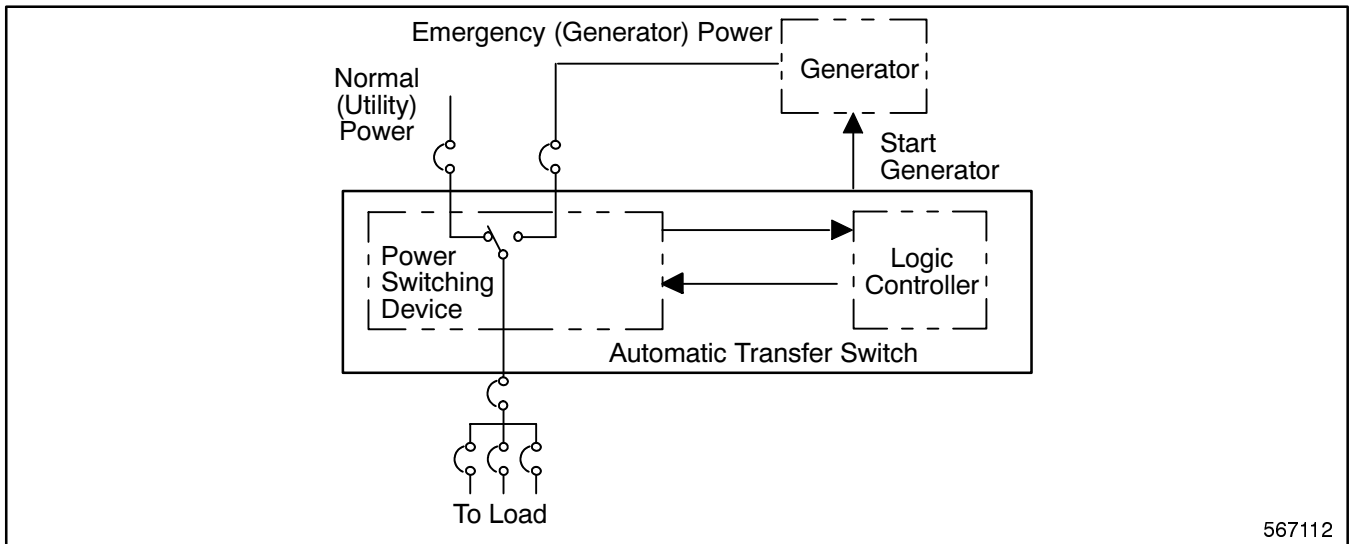 Emergency (Generator) Power
Generator
Normal
(Utility)
Power
Start
Generator
Power
Switching
Device
Logic
Controller
Automatic Transfer Switch
To Load
567112